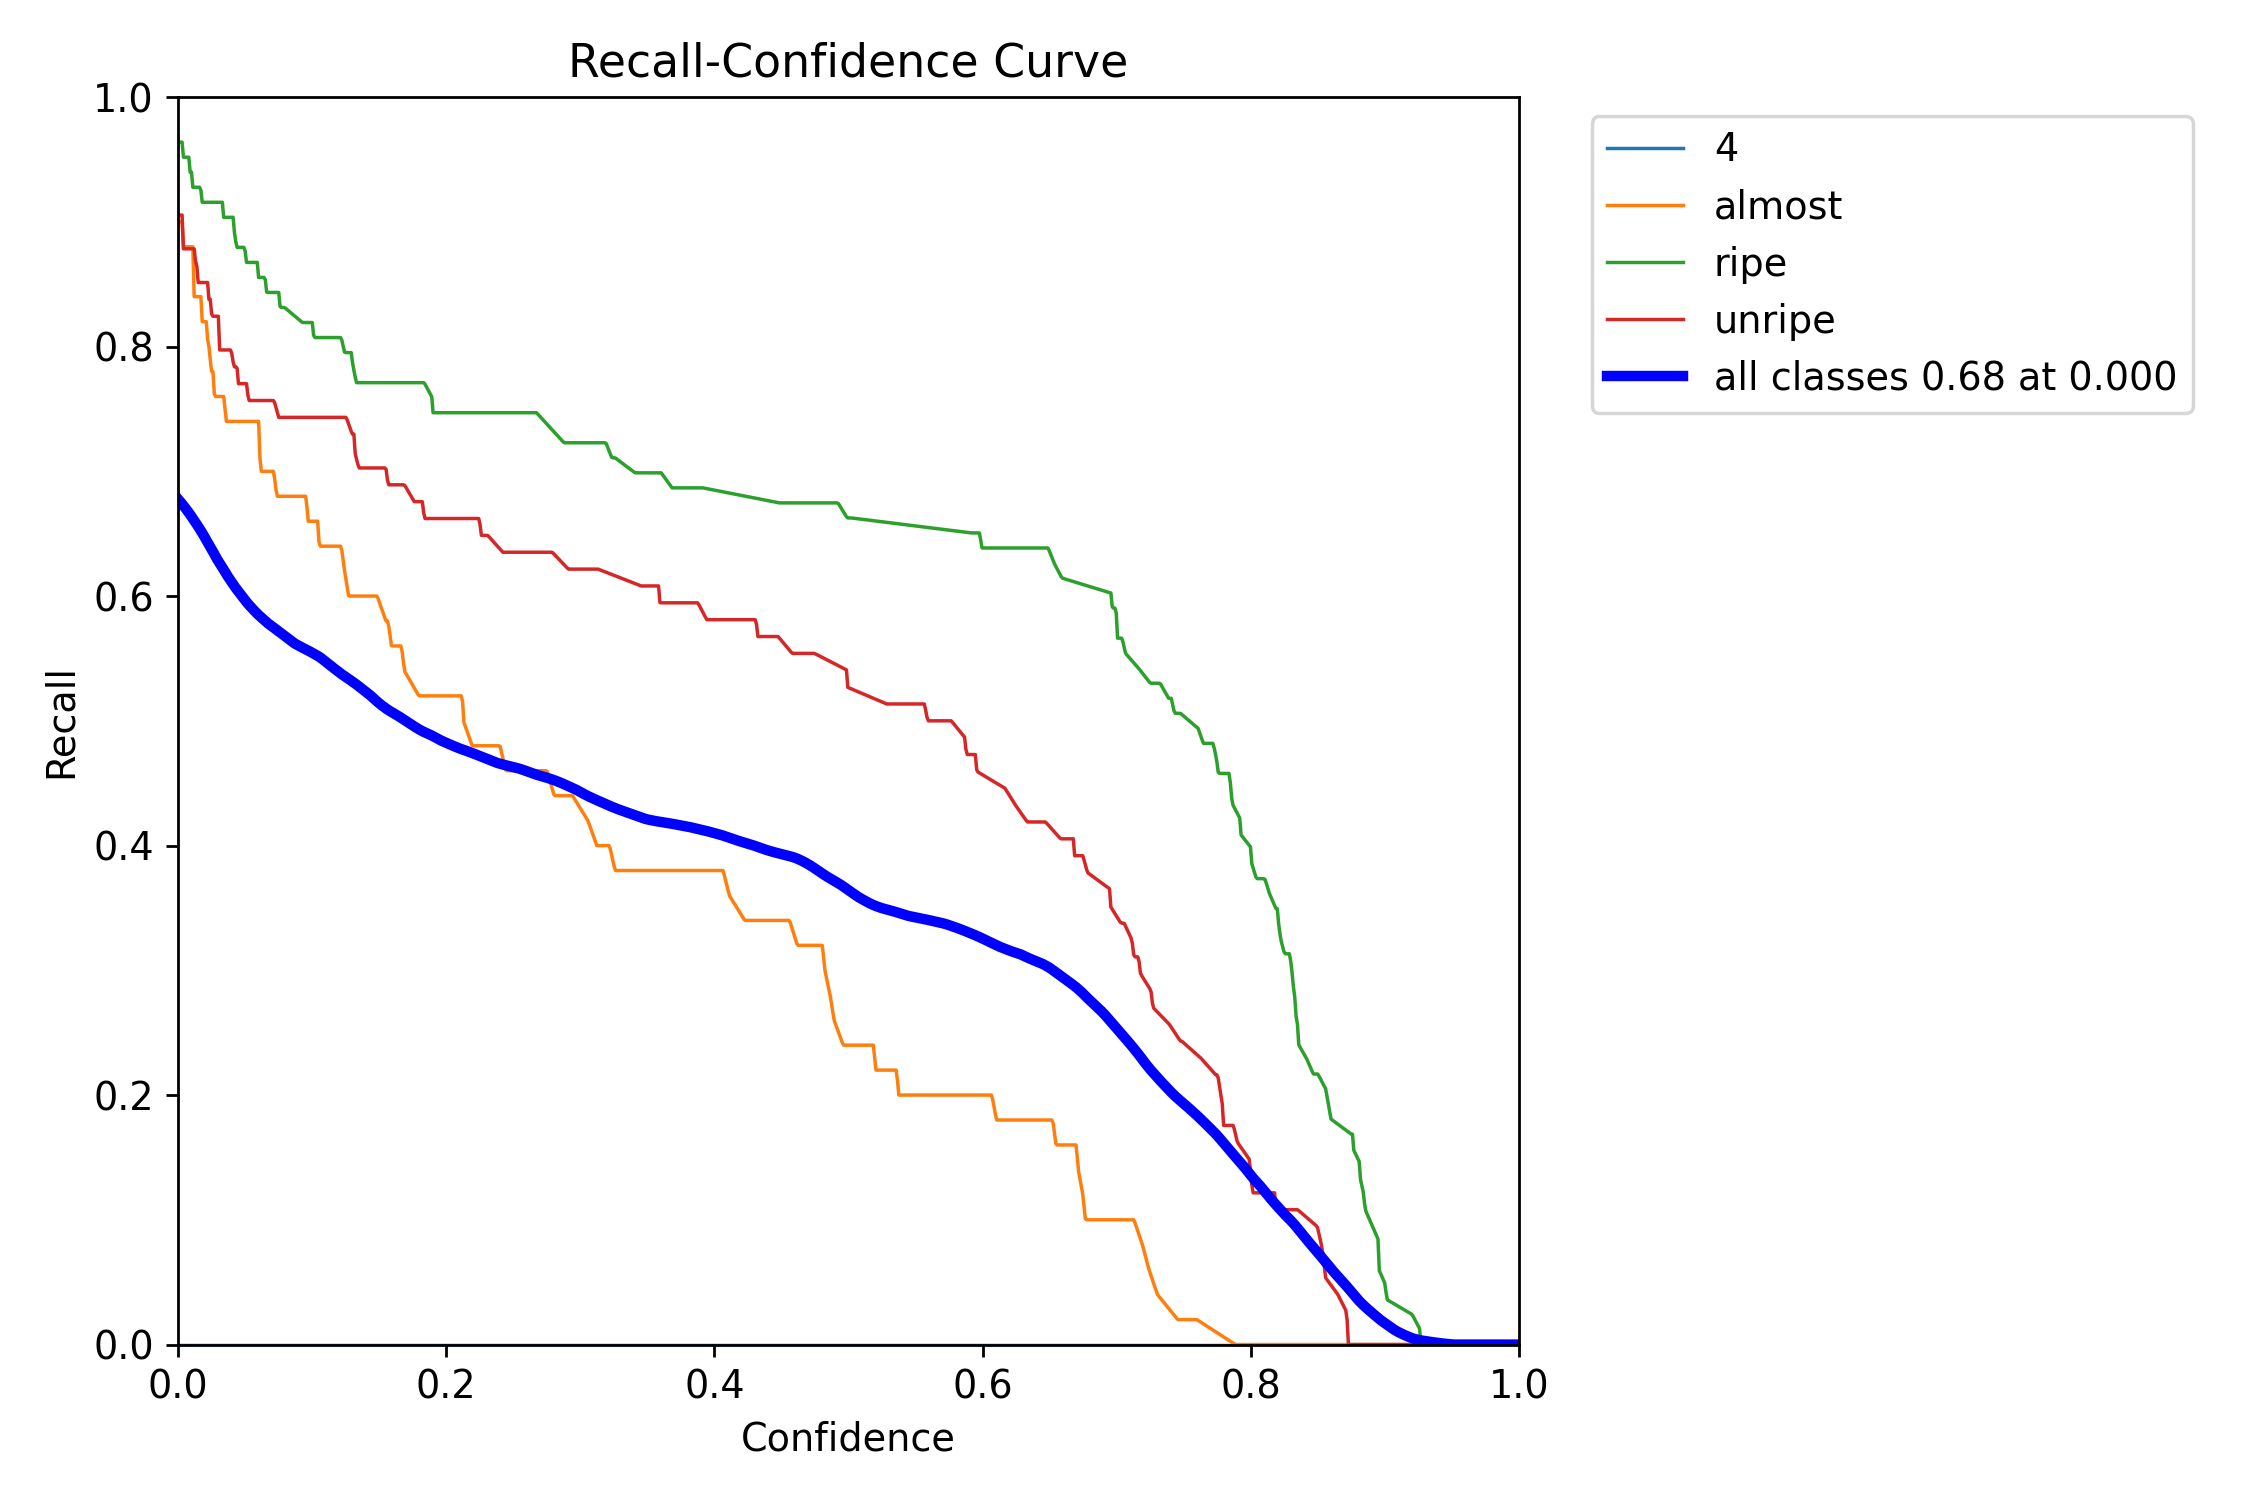 Recall-Confidence Curve
1.0
0.8
0.6
0.4
0.2
0.0
Recall
0.0 0.2 0.4 0.6 0.8 1.0
Confidence
4
almost
ripe
unripe
all classes 0.68 at 0.000